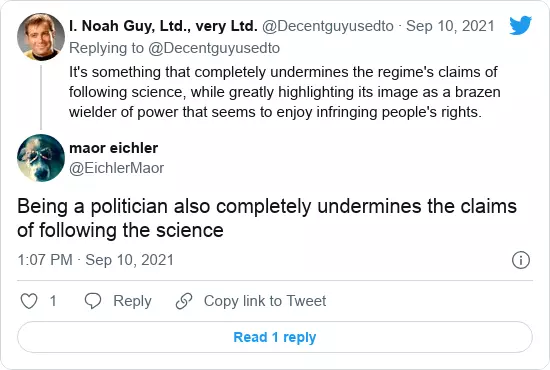 I. Noah Guy, Ltd., very Ltd. @Decentguyusedto · Sep 10, 2021
Replying to @Decentguyusedto
It's something that completely undermines the regime's claims of
following science, while greatly highlighting its image as a brazen
wielder of power that seems to enjoy infringing people's rights.
maor eichler
@EichlerMaor
Being a politician also completely undermines the claims
of following the science
1:07 PM · Sep 10, 2021
1 Reply Copy link to Tweet
Read 1 reply